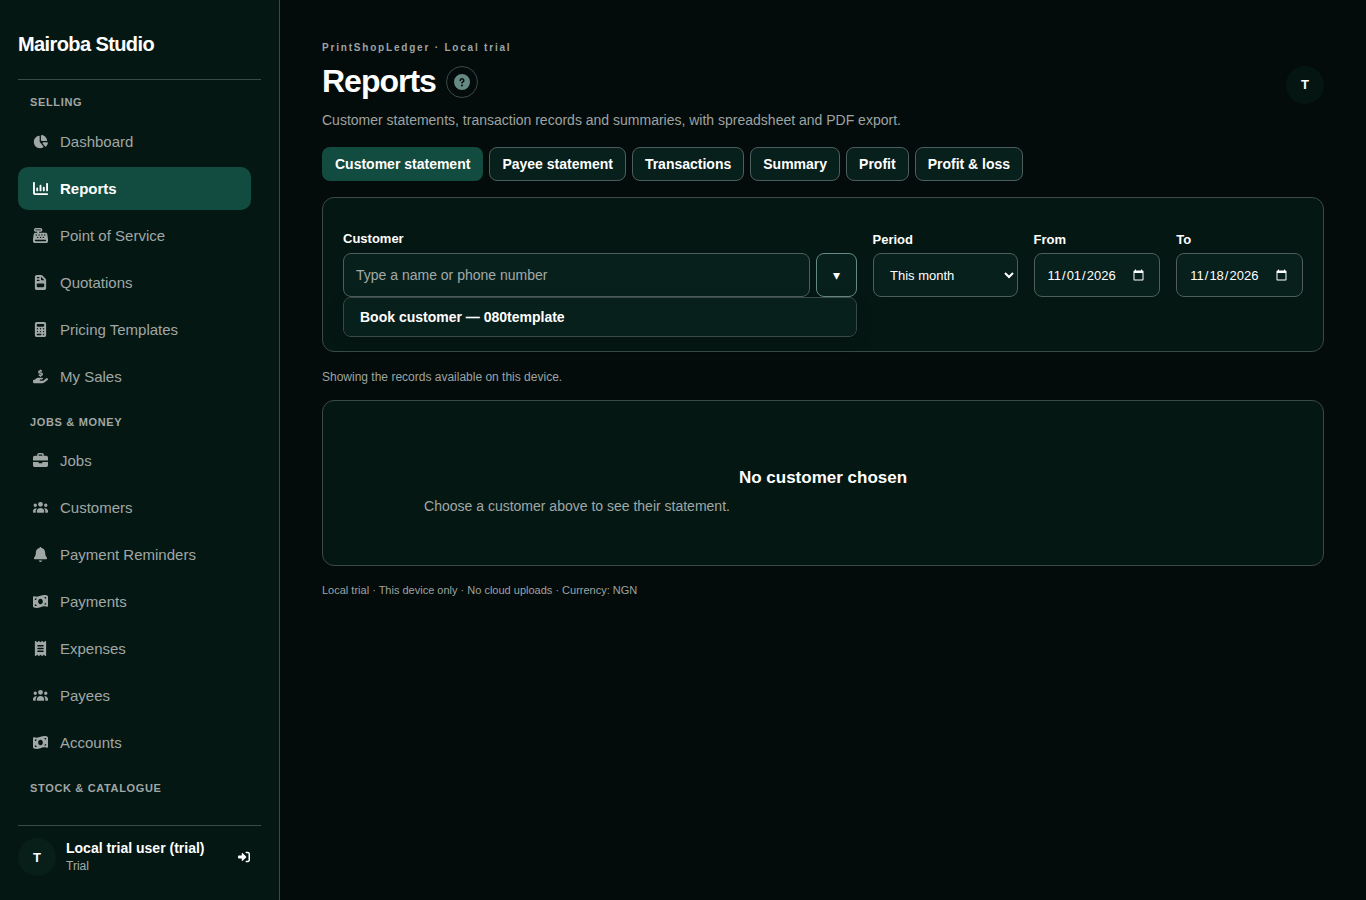 Mairoba Studio
SELLING
Dashboard
Reports
Point of Service
Quotations
Pricing Templates
My Sales
JOBS & MONEY
Jobs
Customers
Payment Reminders
Payments
Expenses
Payees
Accounts
STOCK & CATALOGUE
T
Local trial user (trial)
Trial
PrintShopLedger · Local trial
Reports ?
T
Customer statements, transaction records and summaries, with spreadsheet and PDF export.
Customer statement Payee statement Transactions Summary Profit Profit & loss
Customer Period From To
Type a name or phone number ▾ This month 11/01/2026 11/18/2026
Book customer — 080template
Showing the records available on this device.
No customer chosen
Choose a customer above to see their statement.
Local trial · This device only · No cloud uploads · Currency: NGN